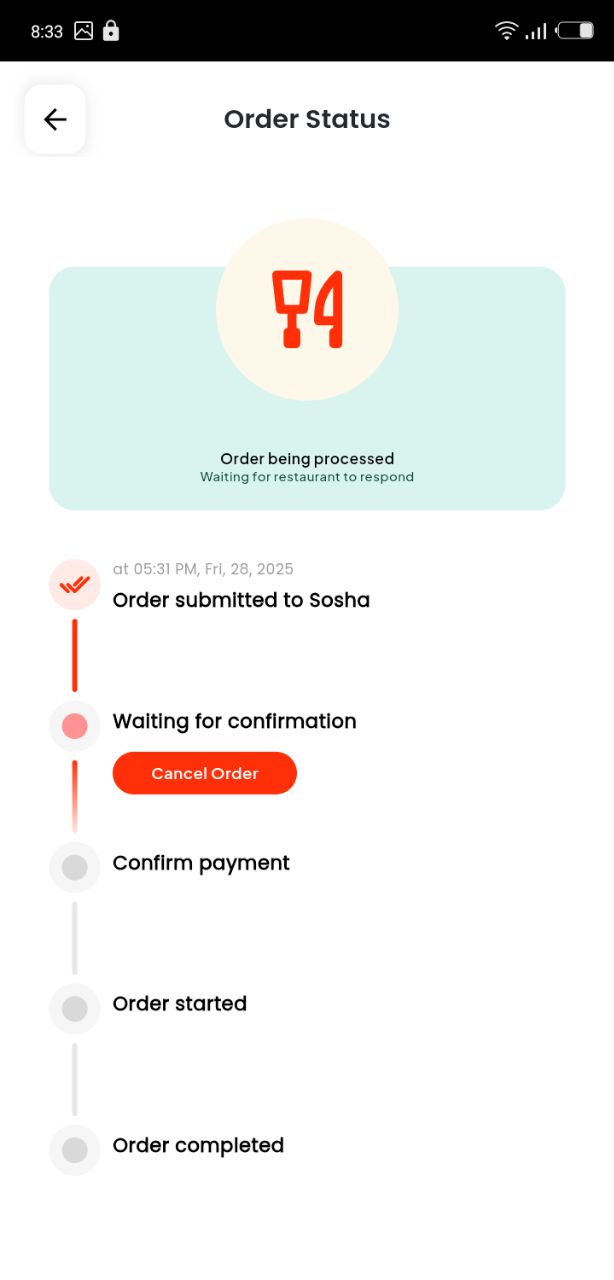 8:33
Order Status
Order being processed
Waiting for restaurant to respond
at 05:31 PM, Fri, 28, 2025
Order submitted to Sosha
Waiting for confirmation
Cancel Order
Confirm payment
Order started
Order completed